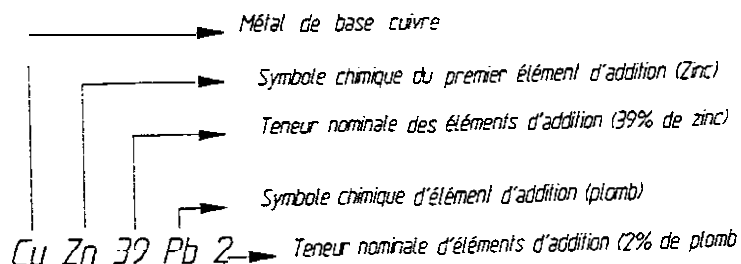 Métal de base cuivre
Symbole chimique du premier élément d'addition (Zinc)
Teneur nominale des éléments d'addition (39% de zinc)
Symbole chimique d'élément d'addition (plomb)
Cu Zn 39 Pb 2 Teneur nominale d'éléments d'addition (2% de plomb